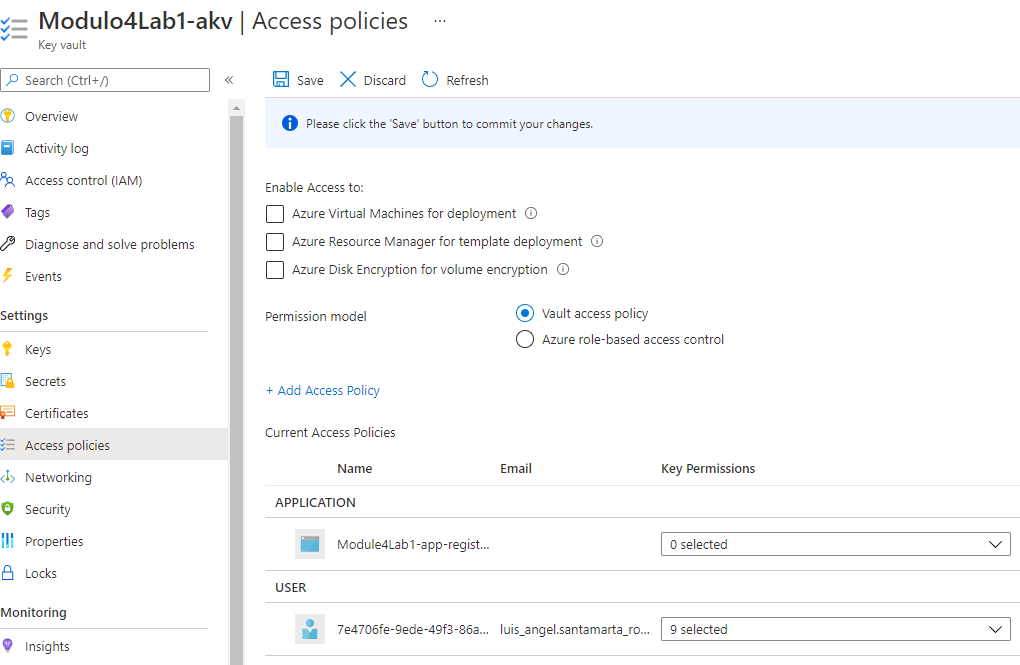 Modulo4Lab1-akv | Access policies ...
Key vault
Search (Ctrl+/)
«
Overview
Activity log
Access control (IAM)
Tags
Diagnose and solve problems
Events
Settings
Keys
Secrets
Certificates
Access policies
Networking
Security
Properties
Locks
Monitoring
Insights
Save Discard Refresh
Please click the 'Save' button to commit your changes.
Enable Access to:
Azure Virtual Machines for deployment
Azure Resource Manager for template deployment
Azure Disk Encryption for volume encryption
Permission model
Vault access policy
Azure role-based access control
+ Add Access Policy
Current Access Policies
Name Email Key Permissions
APPLICATION
Module4Lab1-app-regist... 0 selected
USER
7e4706fe-9ede-49f3-86a... luis_angel.santamarta_ro... 9 selected